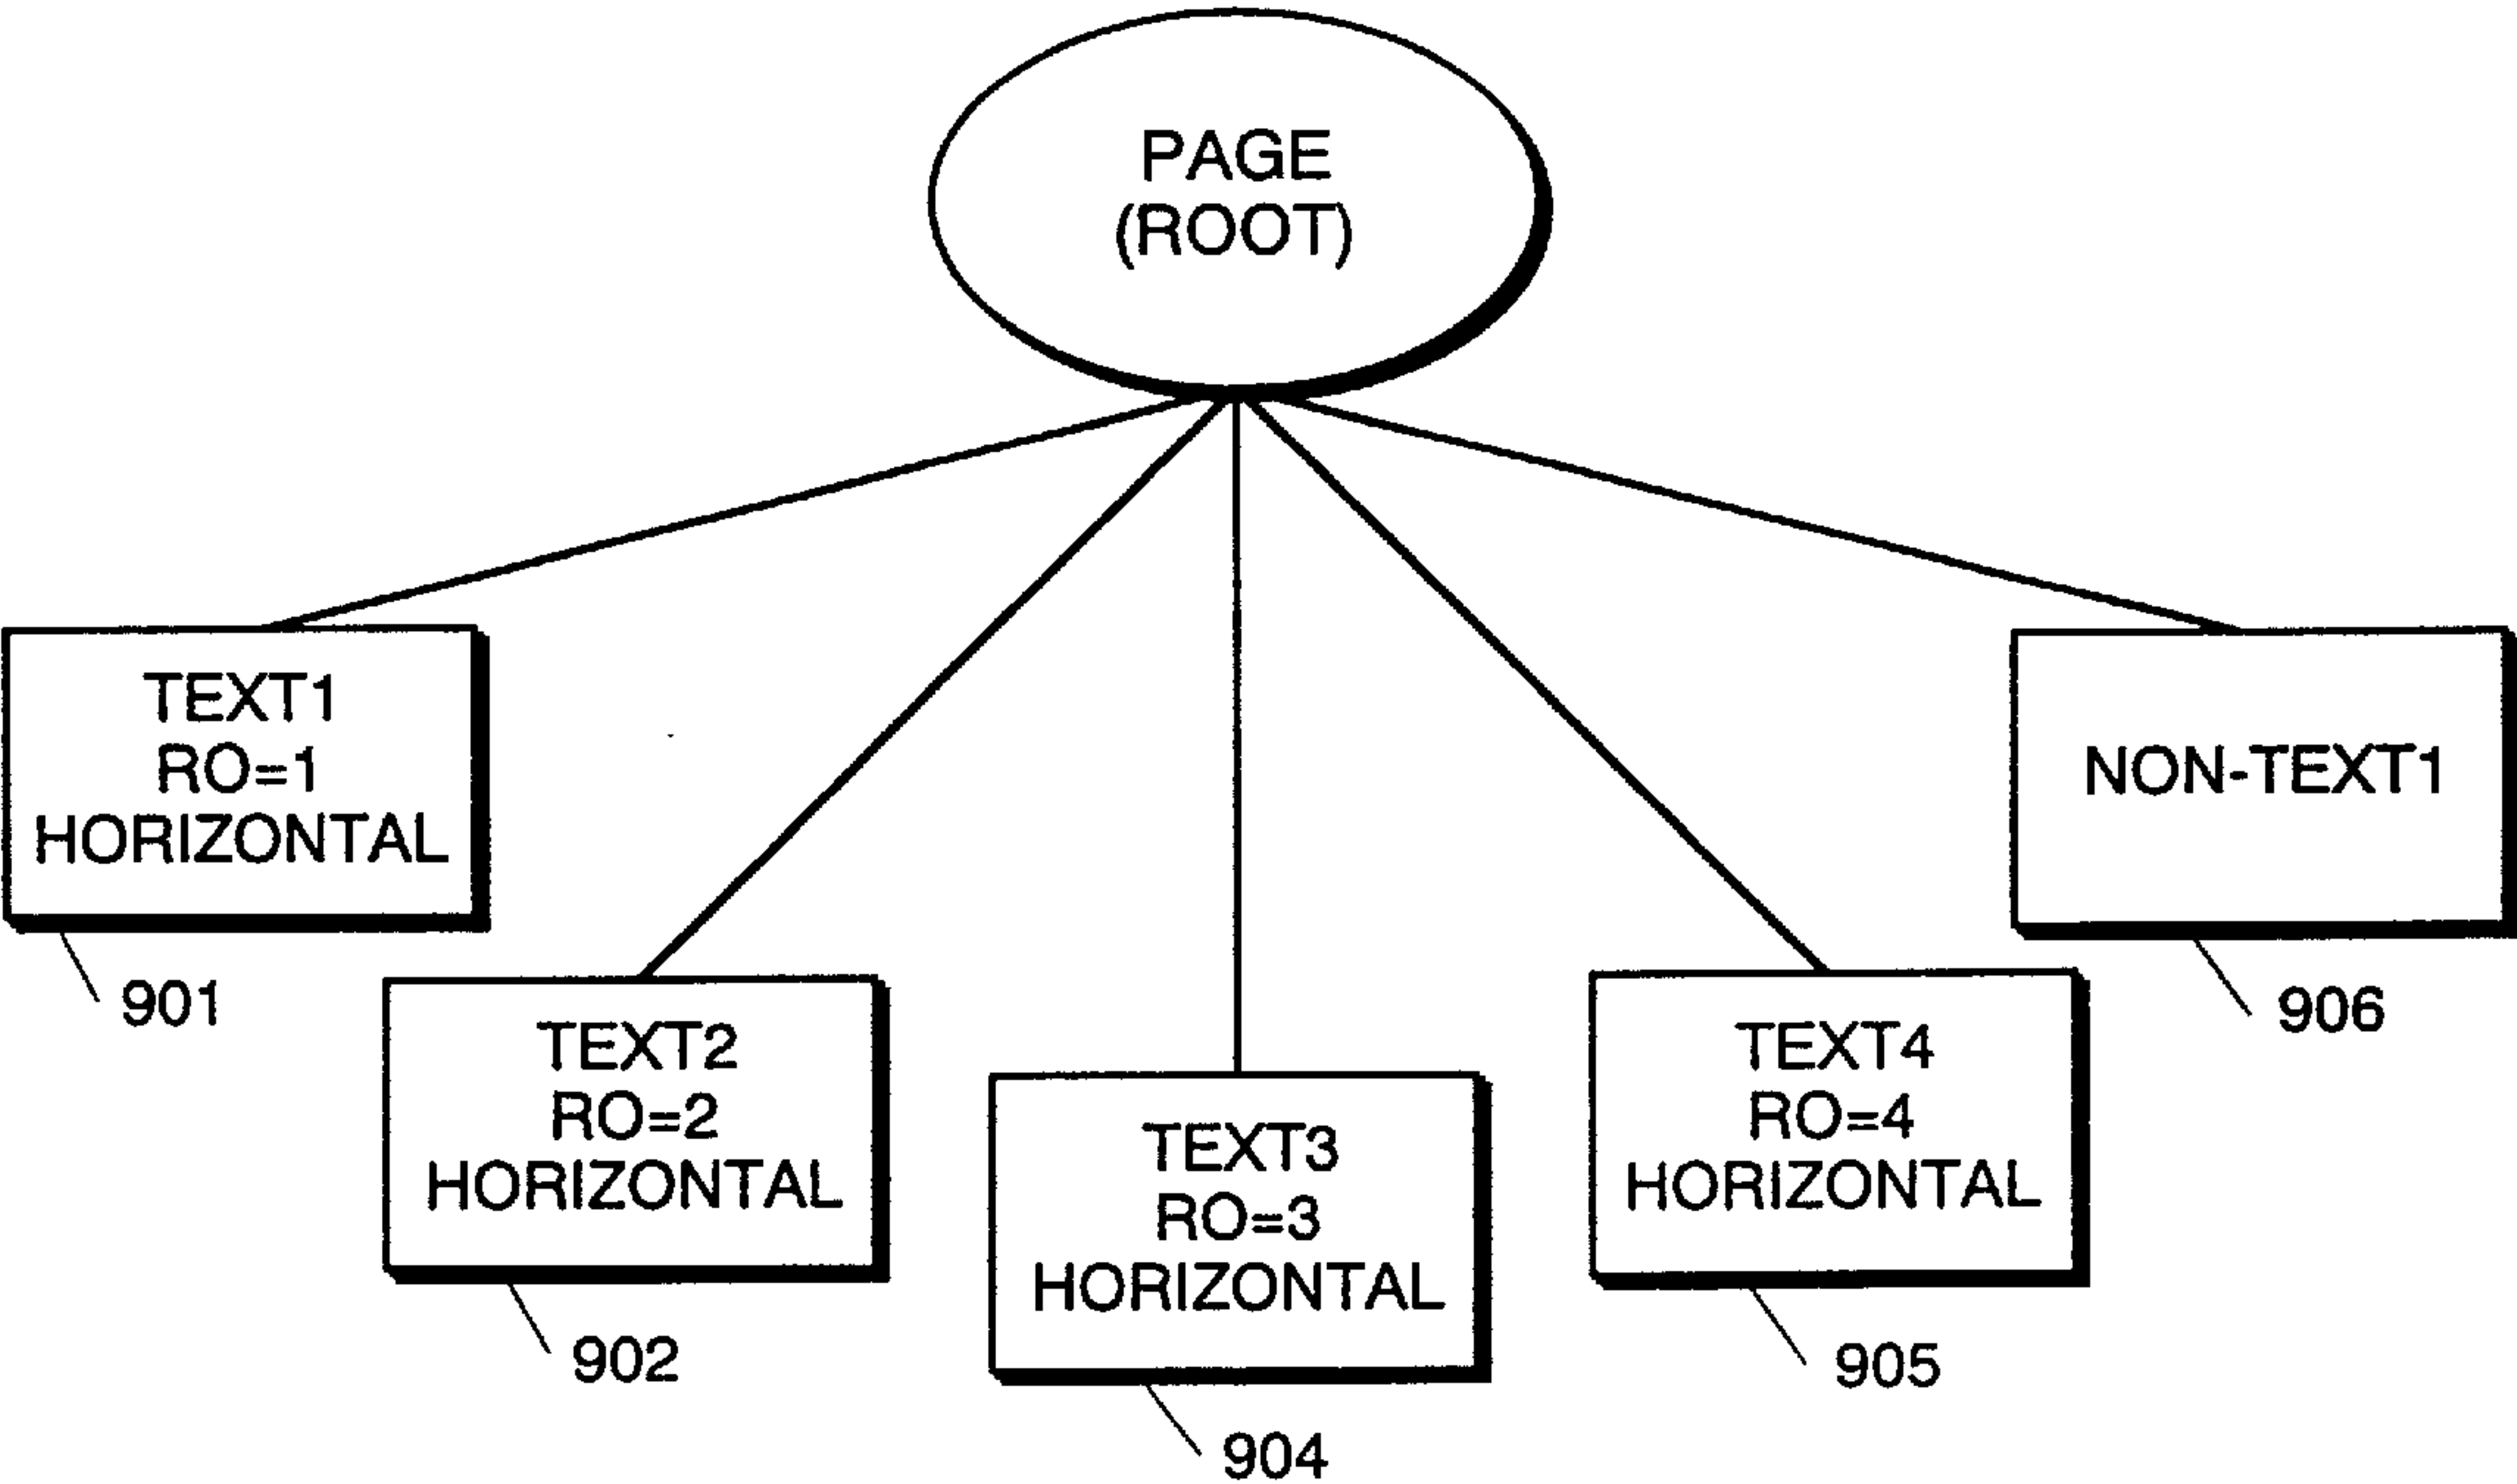 PAGE
(ROOT)
TEXT1
RO=1
HORIZONTAL
901
TEXT2
RO=2
HORIZONTAL
902
TEXT3
RO=3
HORIZONTAL
904
TEXT4
RO=4
HORIZONTAL
905
NON-TEXT1
906